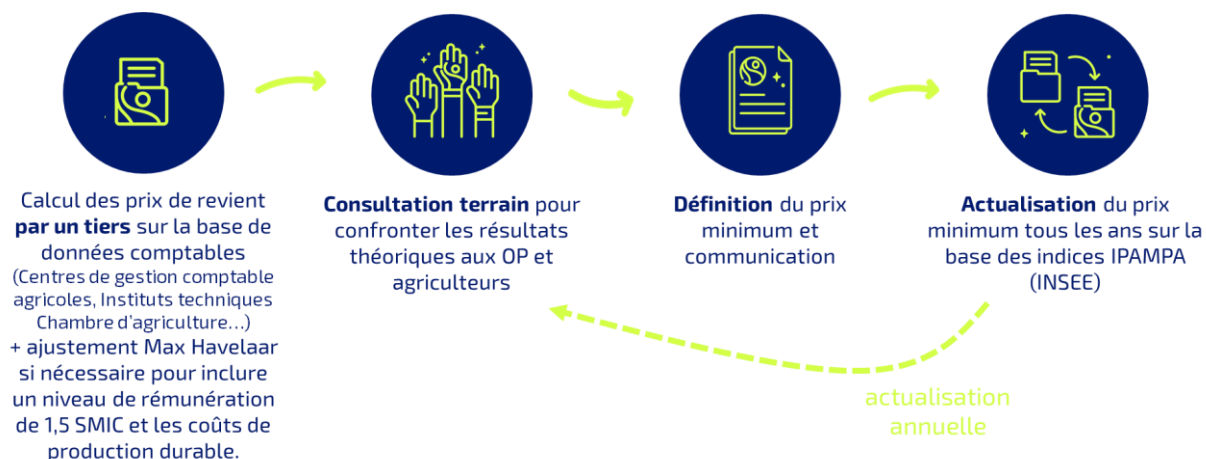 Calcul des prix de revient
par un tiers sur la base de
données comptables
(Centres de gestion comptable
agricoles, Instituts techniques
Chambre d'agriculture...)
+ ajustement Max Havelaar
si nécessaire pour inclure
un niveau de rémunération
de 1,5 SMIC et les coûts de
production durable.
Consultation terrain pour
confronter les résultats
théoriques aux OP et
agriculteurs
Définition du prix
minimum et
communication
Actualisation du prix
minimum tous les ans sur la
base des indices IPAMPA
(INSEE)
actualisation
annuelle